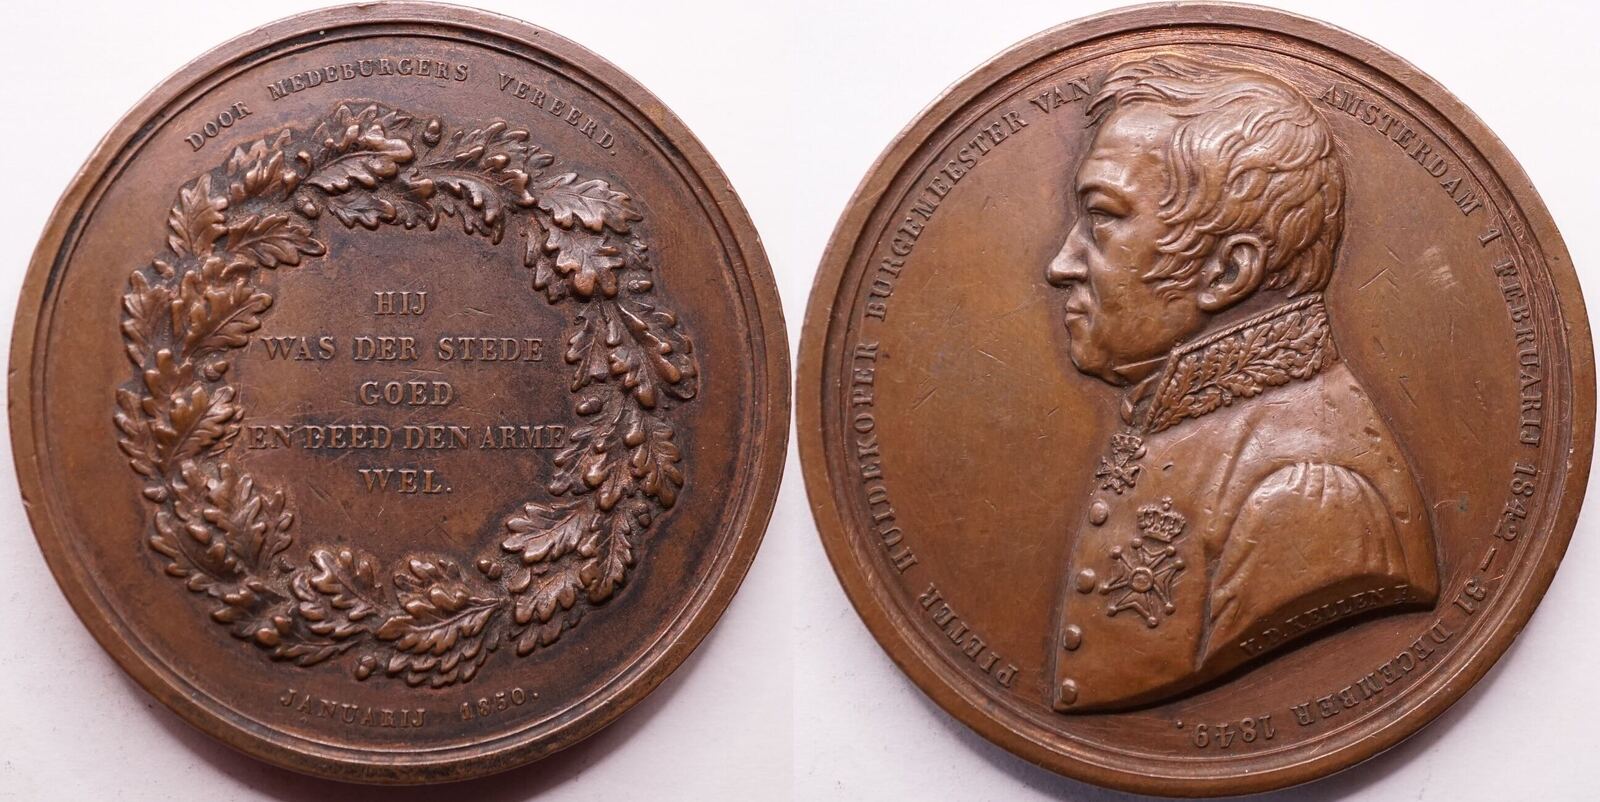 DOOR MEDEBURGERS VEREERD.
HIJ
WAS DER STEDE
GOED
EN DEED DEN ARME
WEL.
JANUARIJ 1850.
PIETER HUIDEKOPER BURGEMEESTER VAN AMSTERDAM 1 FEBRUARIJ 1842 – 31 DECEMBER 1849.
V. D. KELLEN F.